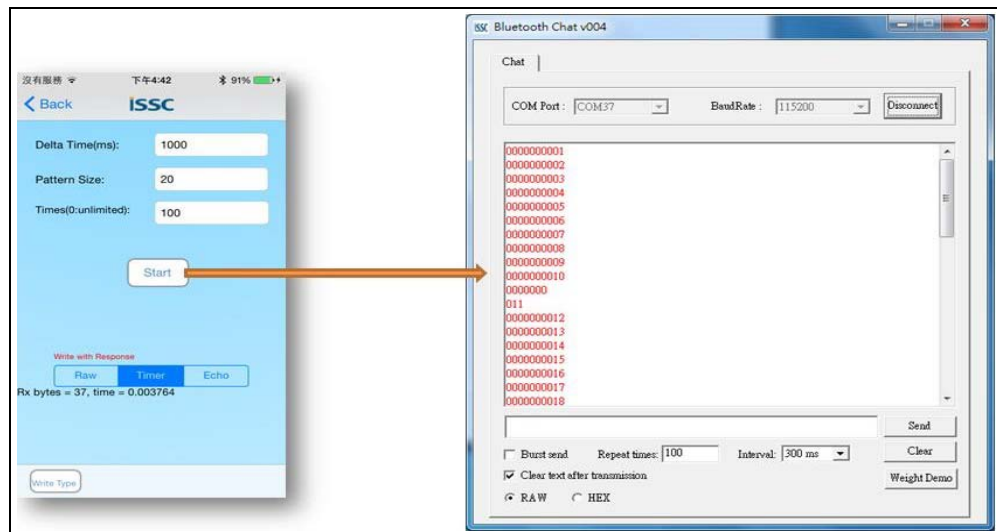 沒有服務 下午4:42 91%
Back ISSC
Delta Time(ms): 1000
Pattern Size: 20
Times(0:unlimited): 100
Start
Write with Response
Raw Timer Echo
Rx bytes = 37, time = 0.003764
Write Type
ISSC Bluetooth Chat v004
Chat
COM Port : COM37 BaudRate : 115200 Disconnect
0000000001
0000000002
0000000003
0000000004
0000000005
0000000006
0000000007
0000000008
0000000009
0000000010
0000000
011
0000000012
0000000013
0000000014
0000000015
0000000016
0000000017
0000000018
Send
Burst send Repeat times: 100 Interval: 300 ms Clear
Clear text after transmission Weight Demo
RAW HEX